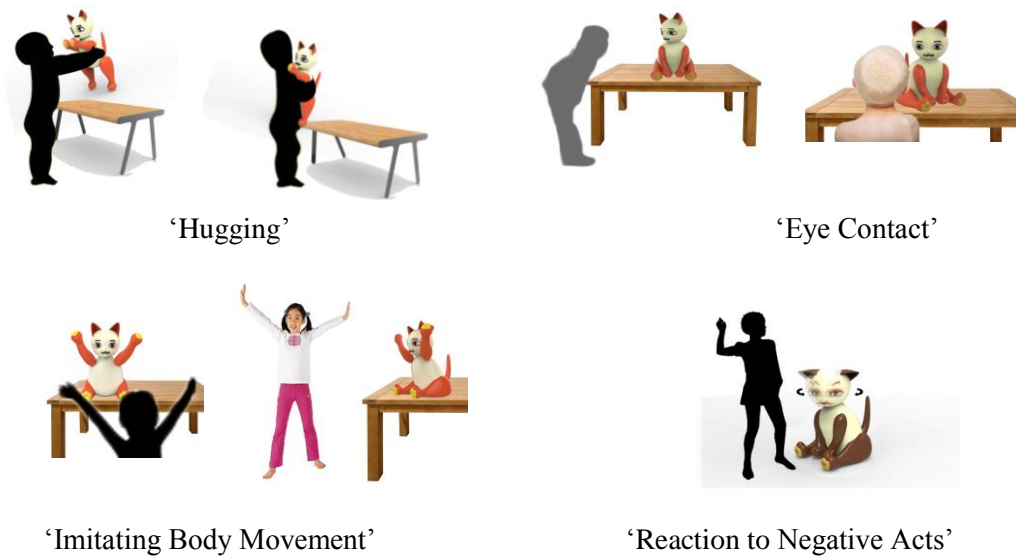 ‘Hugging’
‘Eye Contact’
‘Imitating Body Movement’
‘Reaction to Negative Acts’